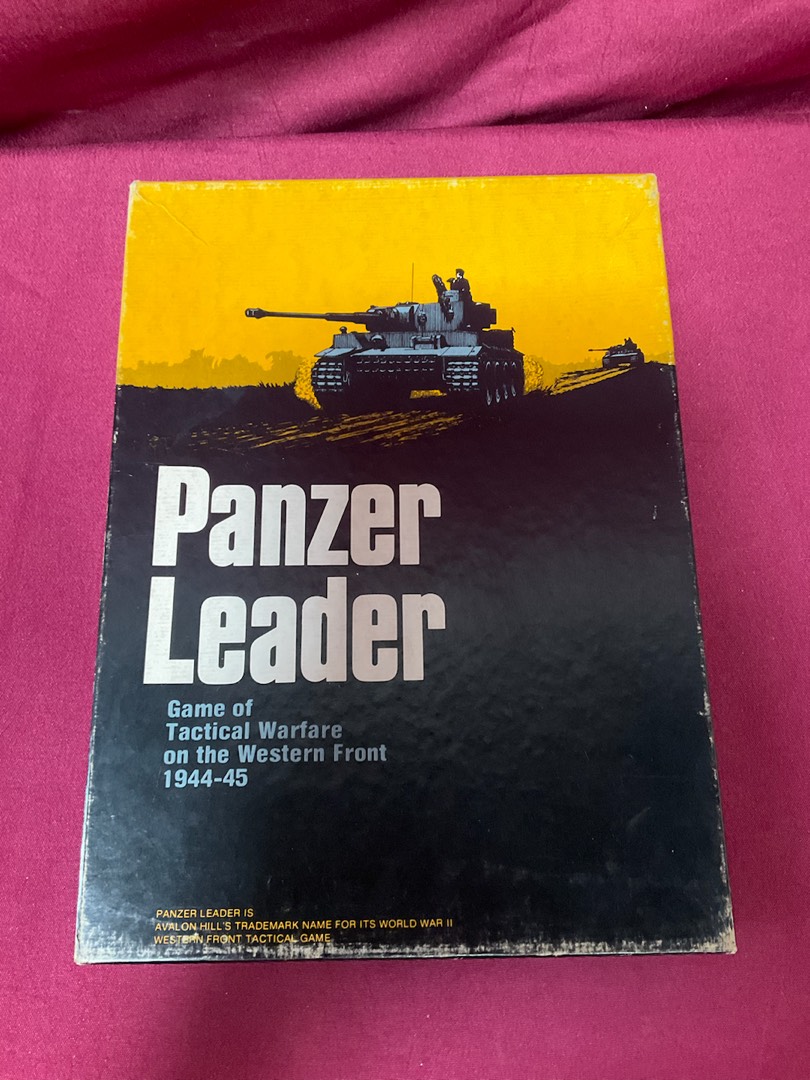 Panzer
Leader
Game of
Tactical Warfare
on the Western Front
1944-45
PANZER LEADER IS
AVALON HILL'S TRADEMARK NAME FOR ITS WORLD WAR II
WESTERN FRONT TACTICAL GAME